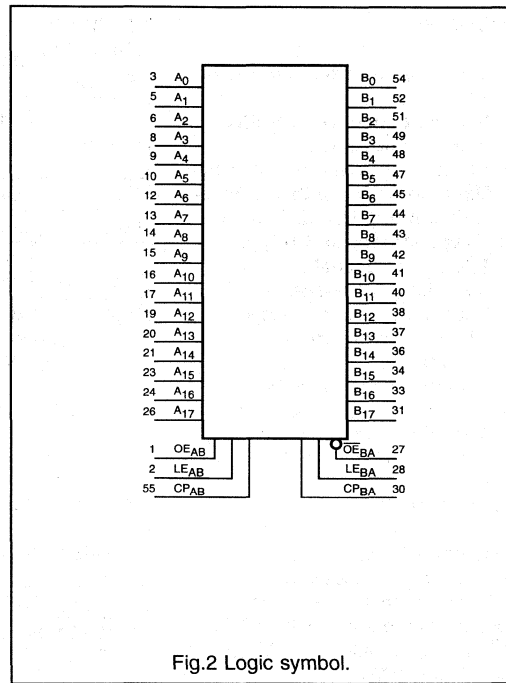 3 A0 B0 54
5 A1 B1 52
6 A2 B2 51
8 A3 B3 49
9 A4 B4 48
10 A5 B5 47
12 A6 B6 45
13 A7 B7 44
14 A8 B8 43
15 A9 B9 42
16 A10 B10 41
17 A11 B11 40
19 A12 B12 38
20 A13 B13 37
21 A14 B14 36
23 A15 B15 34
24 A16 B16 33
26 A17 B17 31
1 OEAB O̅E̅BA 27
2 LEAB LEBA 28
55 CPAB CPBA 30
Fig.2 Logic symbol.